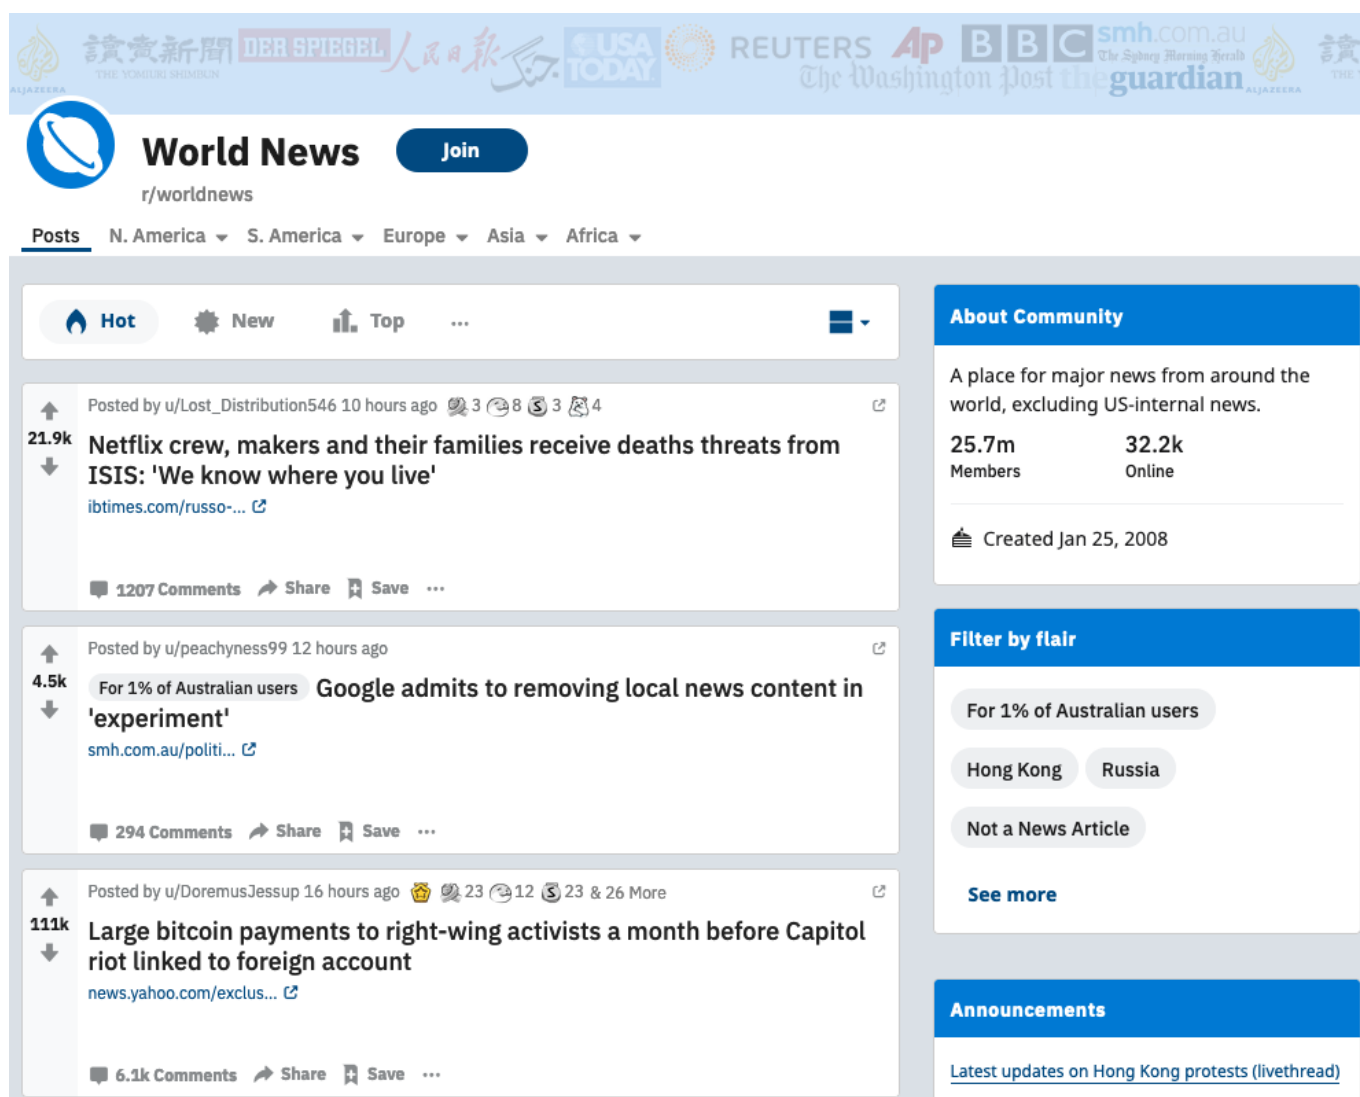 ALJAZEERA
讀賣新聞
THE YOMIURI SHIMBUN
DER SPIEGEL
人民日报
USA TODAY
REUTERS
AP
BBC
smh.com.au
The Sydney Morning Herald
The Washington Post
theguardian
ALJAZEERA
讀
THE
World News
Join
r/worldnews
Posts N. America S. America Europe Asia Africa
Hot New Top ...
Posted by u/Lost_Distribution546 10 hours ago 3 8 S 3 4
21.9k
Netflix crew, makers and their families receive deaths threats from
ISIS: 'We know where you live'
ibtimes.com/russo-...
1207 Comments Share Save ...
Posted by u/peachyness99 12 hours ago
4.5k
For 1% of Australian users Google admits to removing local news content in
'experiment'
smh.com.au/politi...
294 Comments Share Save ...
Posted by u/DoremusJessup 16 hours ago 23 12 S 23 & 26 More
111k
Large bitcoin payments to right-wing activists a month before Capitol
riot linked to foreign account
news.yahoo.com/exclus...
6.1k Comments Share Save ...
About Community
A place for major news from around the
world, excluding US-internal news.
25.7m 32.2k
Members Online
Created Jan 25, 2008
Filter by flair
For 1% of Australian users
Hong Kong Russia
Not a News Article
See more
Announcements
Latest updates on Hong Kong protests (livethread)